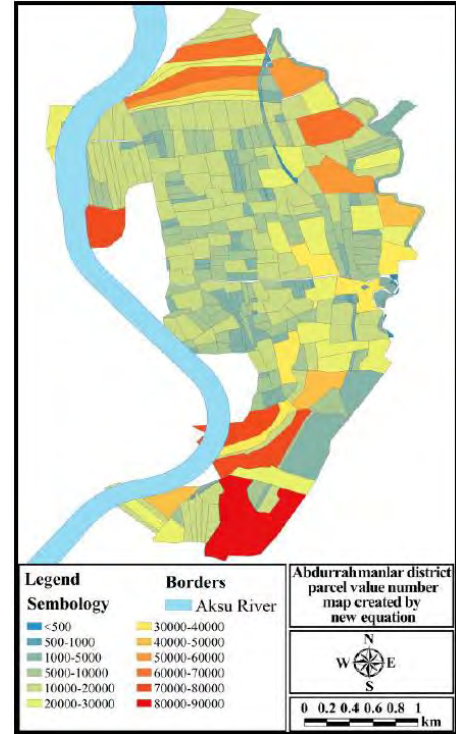 Legend
Sembology
<500
500-1000
1000-5000
5000-10000
10000-20000
20000-30000
Borders
Aksu River
30000-40000
40000-50000
50000-60000
60000-70000
70000-80000
80000-90000
Abdurrahmanlar district
parcel value number
map created by
new equation
N
W E
S
0 0.2 0.4 0.6 0.8 1
km